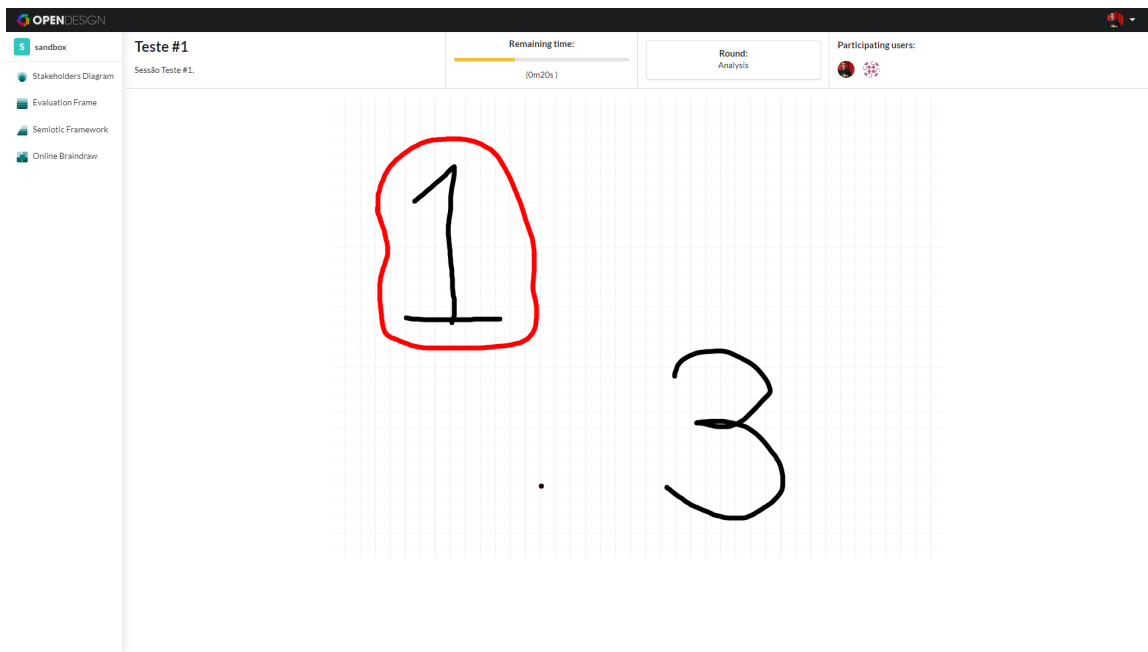 OPENDESIGN
S sandbox
Stakeholders Diagram
Evaluation Frame
Semiotic Framework
Online Braindraw
Teste #1
Sessão Teste #1.
Remaining time:
(0m20s )
Round:
Analysis
Participating users:
1
3